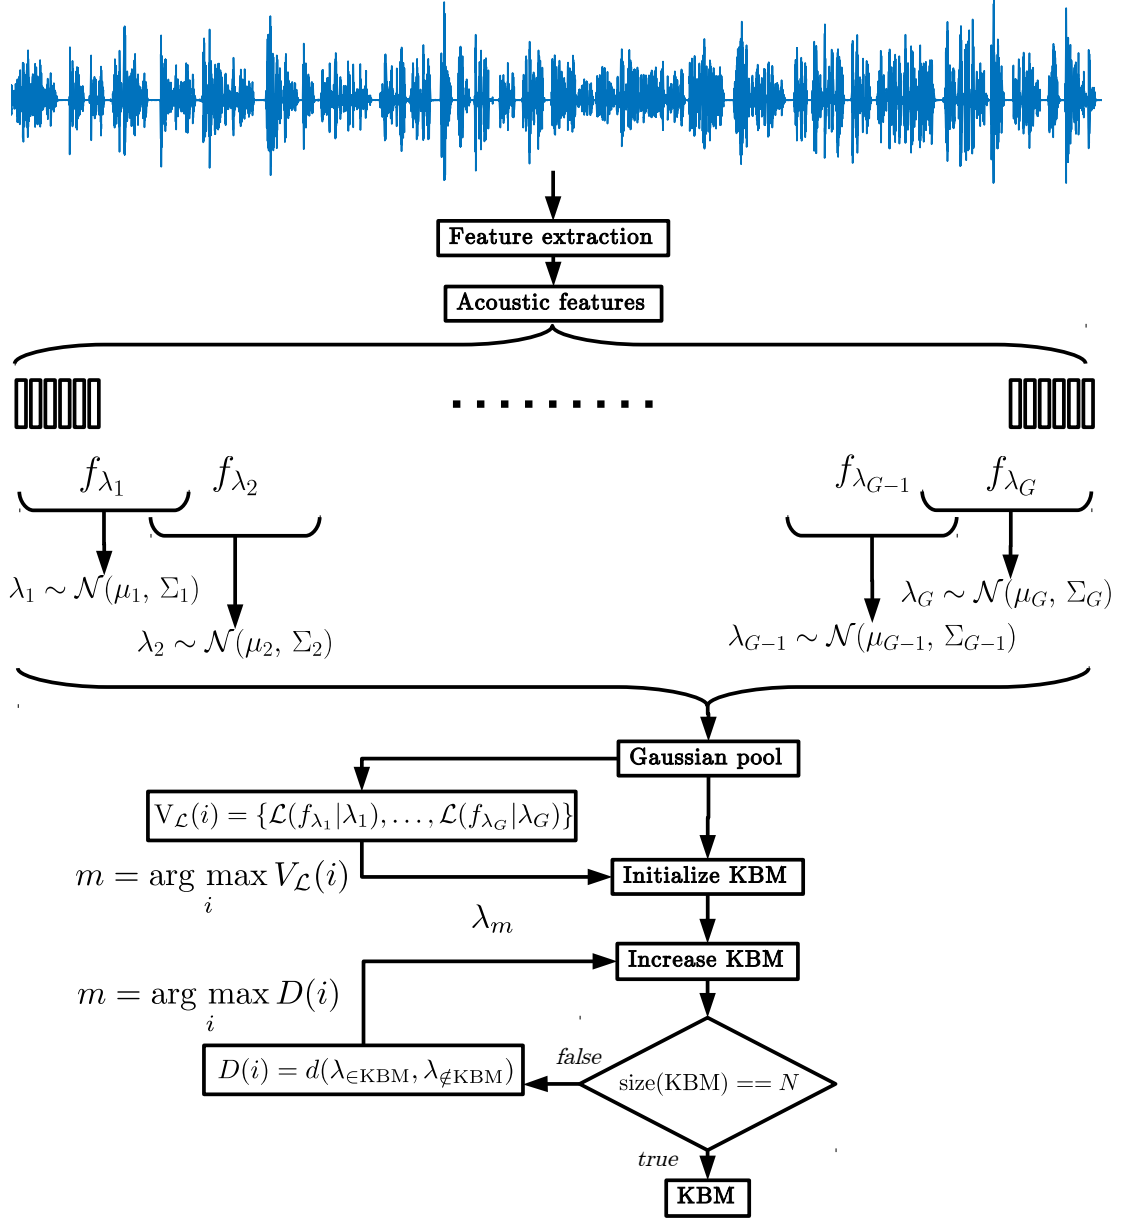 Feature extraction
Acoustic features
f_{λ_1} f_{λ_2} f_{λ_{G−1}} f_{λ_G}
λ_1 ∼ 𝒩(μ_1, Σ_1) λ_G ∼ 𝒩(μ_G, Σ_G)
λ_2 ∼ 𝒩(μ_2, Σ_2) λ_{G−1} ∼ 𝒩(μ_{G−1}, Σ_{G−1})
Gaussian pool
V_ℒ(i) = {ℒ(f_{λ_1}|λ_1), . . . , ℒ(f_{λ_G}|λ_G)}
m = arg max_i V_ℒ(i)
Initialize KBM
λ_m
Increase KBM
m = arg max_i D(i)
false
D(i) = d(λ_{∈KBM}, λ_{∉KBM})
size(KBM) == N
true
KBM